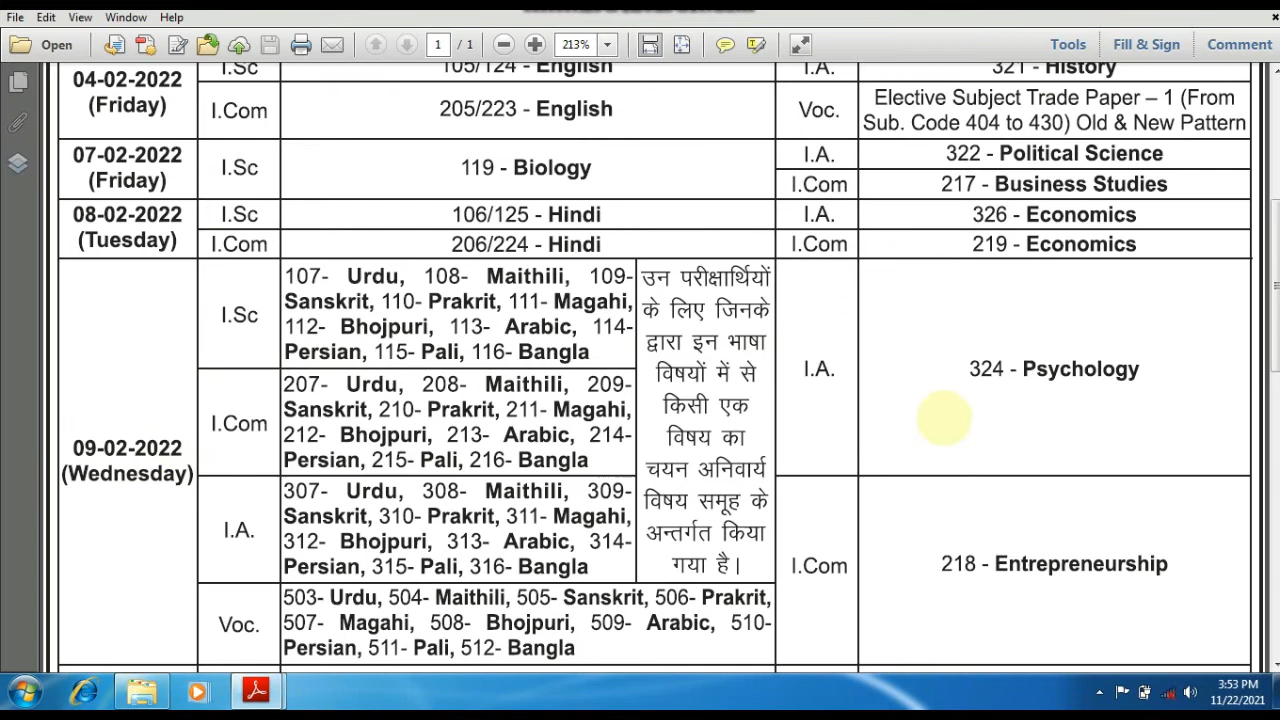 File Edit View Window Help
Open 1 / 1 213% Tools Fill & Sign Comment
04-02-2022
(Friday)
I.Sc
105/124 - English
I.A.
321 - History
I.Com
205/223 - English
Voc.
Elective Subject Trade Paper – 1 (From
Sub. Code 404 to 430) Old & New Pattern
07-02-2022
(Friday)
I.Sc
119 - Biology
I.A.
322 - Political Science
I.Com
217 - Business Studies
08-02-2022
(Tuesday)
I.Sc
106/125 - Hindi
I.A.
326 - Economics
I.Com
206/224 - Hindi
I.Com
219 - Economics
09-02-2022
(Wednesday)
I.Sc
107- Urdu, 108- Maithili, 109-
Sanskrit, 110- Prakrit, 111- Magahi,
112- Bhojpuri, 113- Arabic, 114-
Persian, 115- Pali, 116- Bangla
I.Com
207- Urdu, 208- Maithili, 209-
Sanskrit, 210- Prakrit, 211- Magahi,
212- Bhojpuri, 213- Arabic, 214-
Persian, 215- Pali, 216- Bangla
I.A.
307- Urdu, 308- Maithili, 309-
Sanskrit, 310- Prakrit, 311- Magahi,
312- Bhojpuri, 313- Arabic, 314-
Persian, 315- Pali, 316- Bangla
उन परीक्षार्थियों
के लिए जिनके
द्वारा इन भाषा
विषयों में से
किसी एक
विषय का
चयन अनिवार्य
विषय समूह के
अन्तर्गत किया
गया है।
Voc.
503- Urdu, 504- Maithili, 505- Sanskrit, 506- Prakrit,
507- Magahi, 508- Bhojpuri, 509- Arabic, 510-
Persian, 511- Pali, 512- Bangla
I.A.
324 - Psychology
I.Com
218 - Entrepreneurship
3:53 PM
11/22/2021